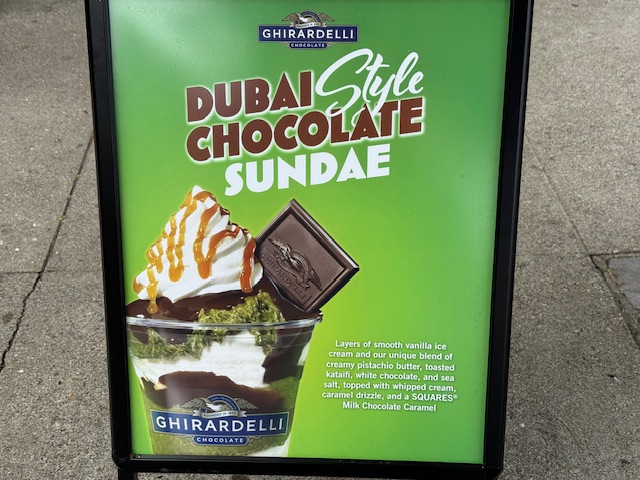 GHIRARDELLI
CHOCOLATE
DUBAI Style
CHOCOLATE
SUNDAE
Layers of smooth vanilla ice
cream and our unique blend of
creamy pistachio butter, toasted
kataifi, white chocolate, and sea
salt, topped with whipped cream,
caramel drizzle, and a SQUARES®
Milk Chocolate Caramel
GHIRARDELLI
GHIRARDELLI
CHOCOLATE